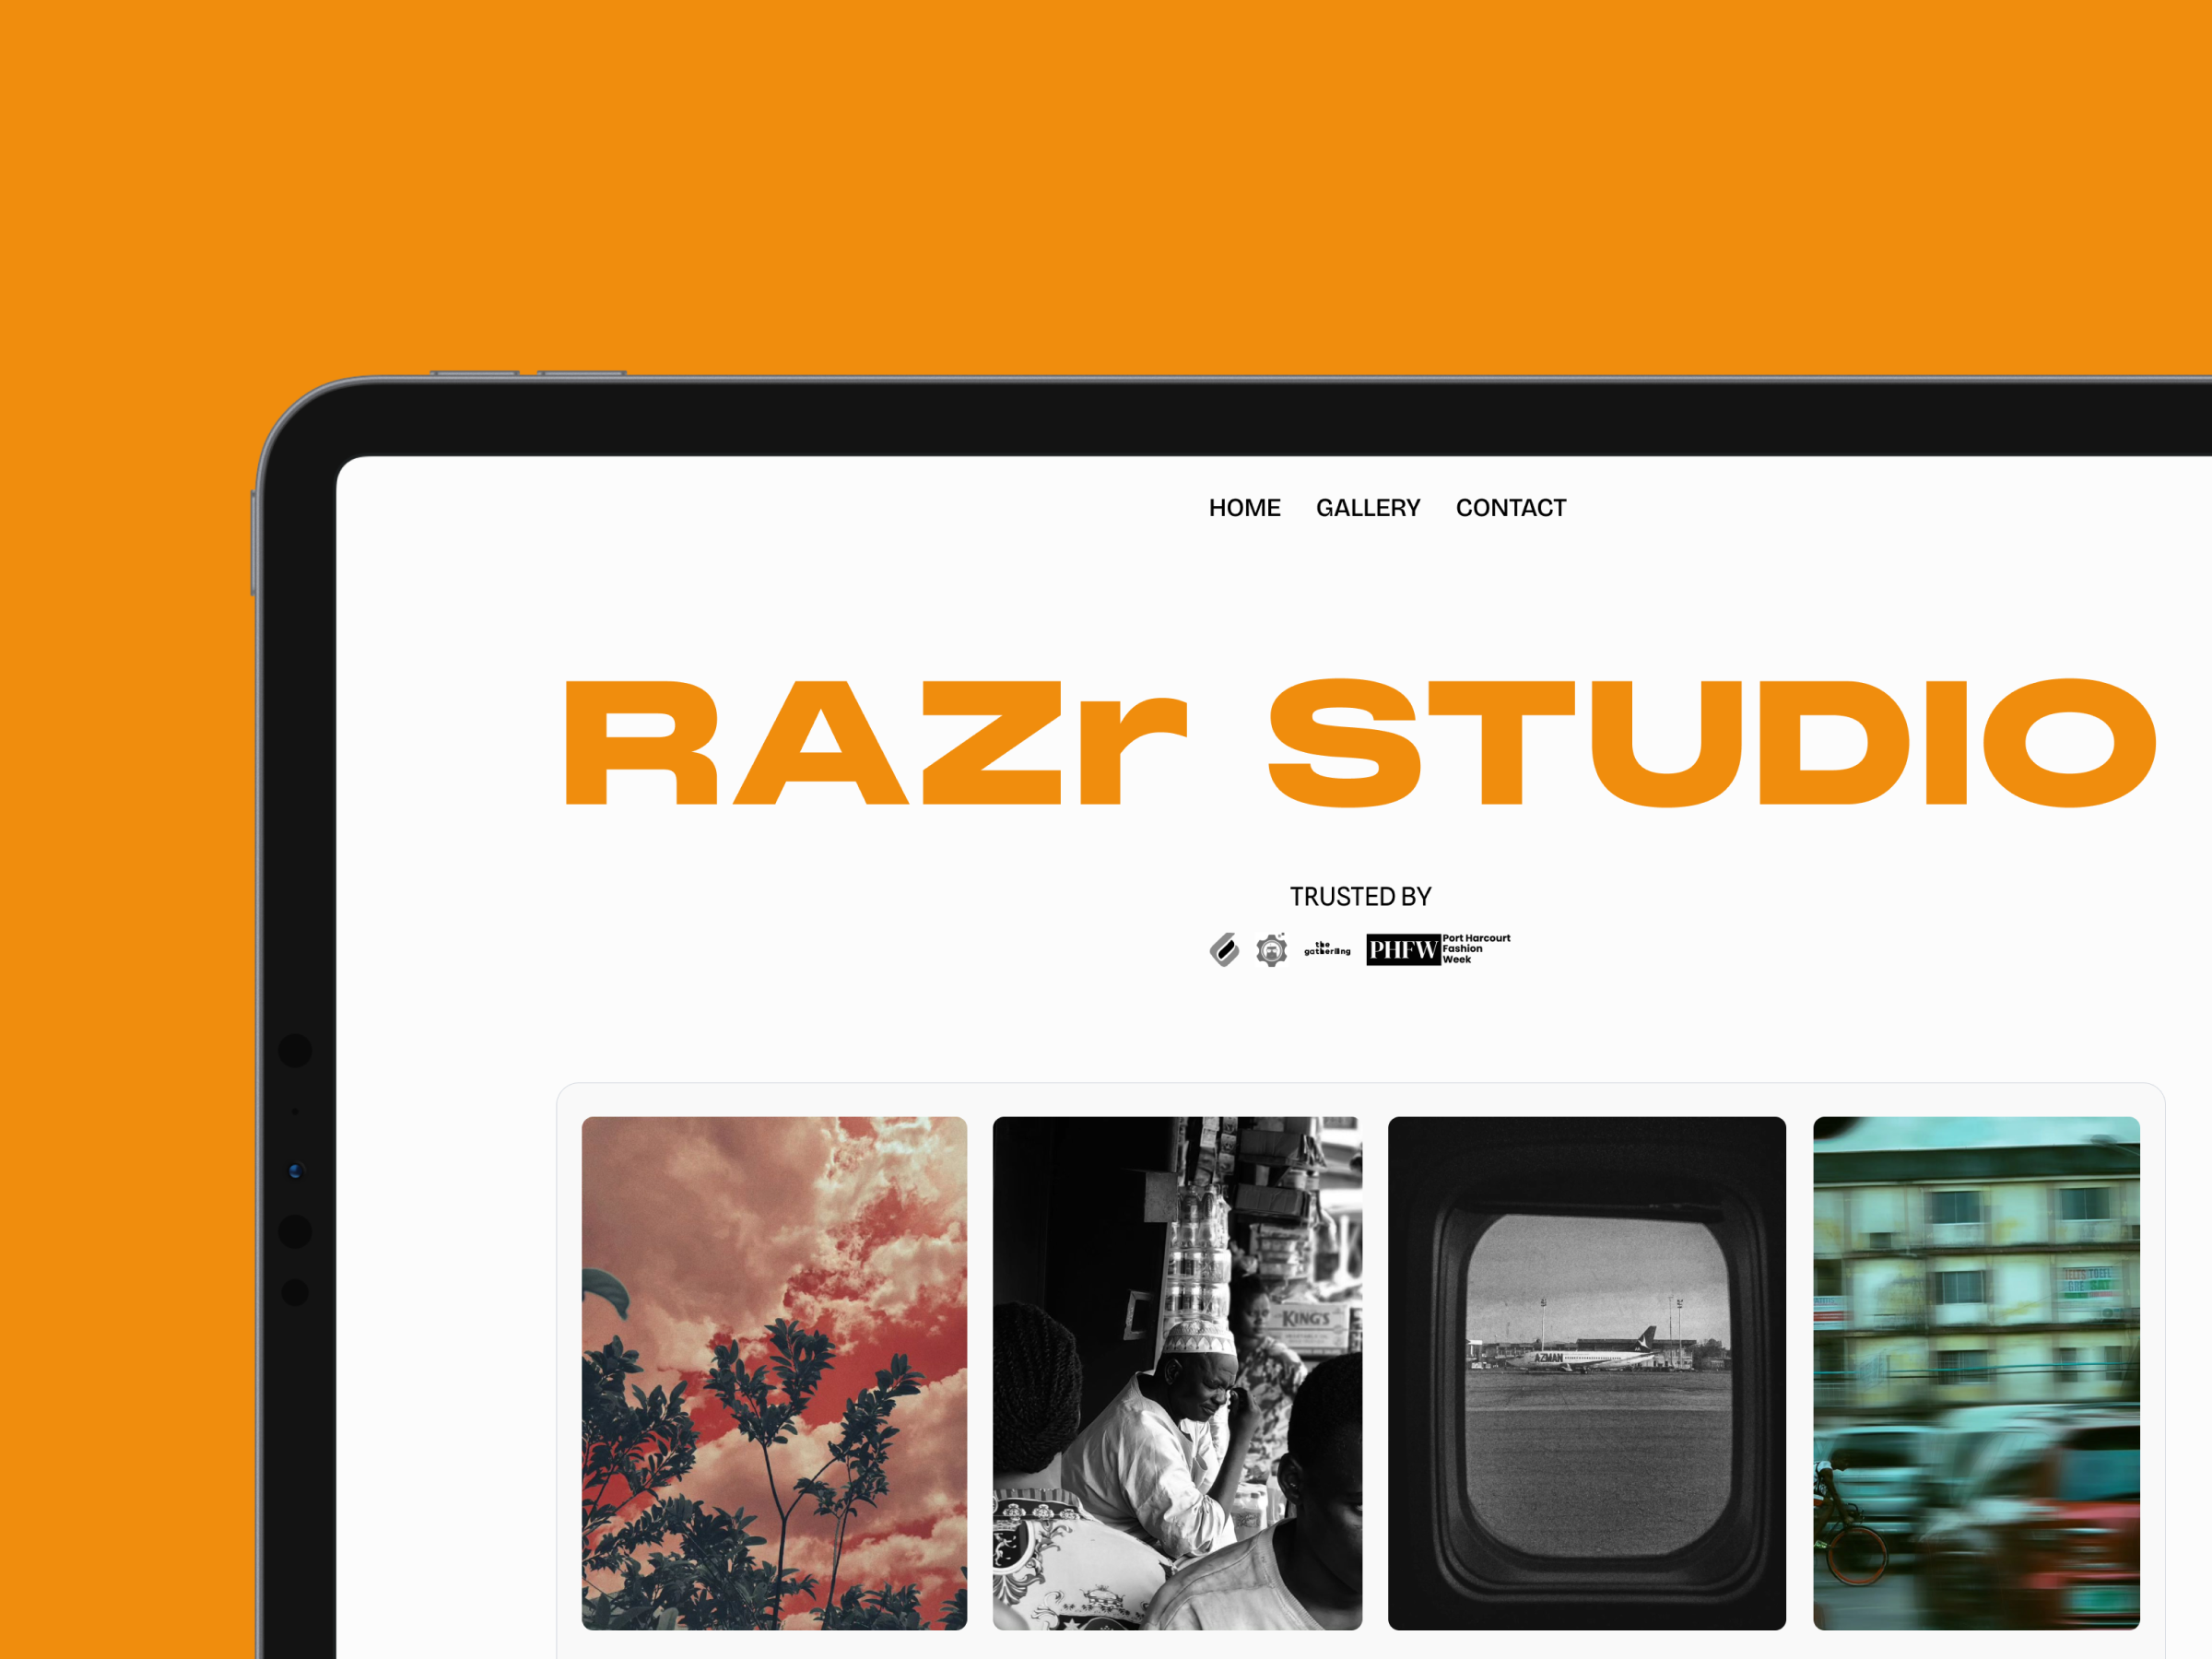 HOME GALLERY CONTACT
RAZr STUDIO
TRUSTED BY
the
gathering
PHFW
Port Harcourt
Fashion
Week
KING'S
AZMAN